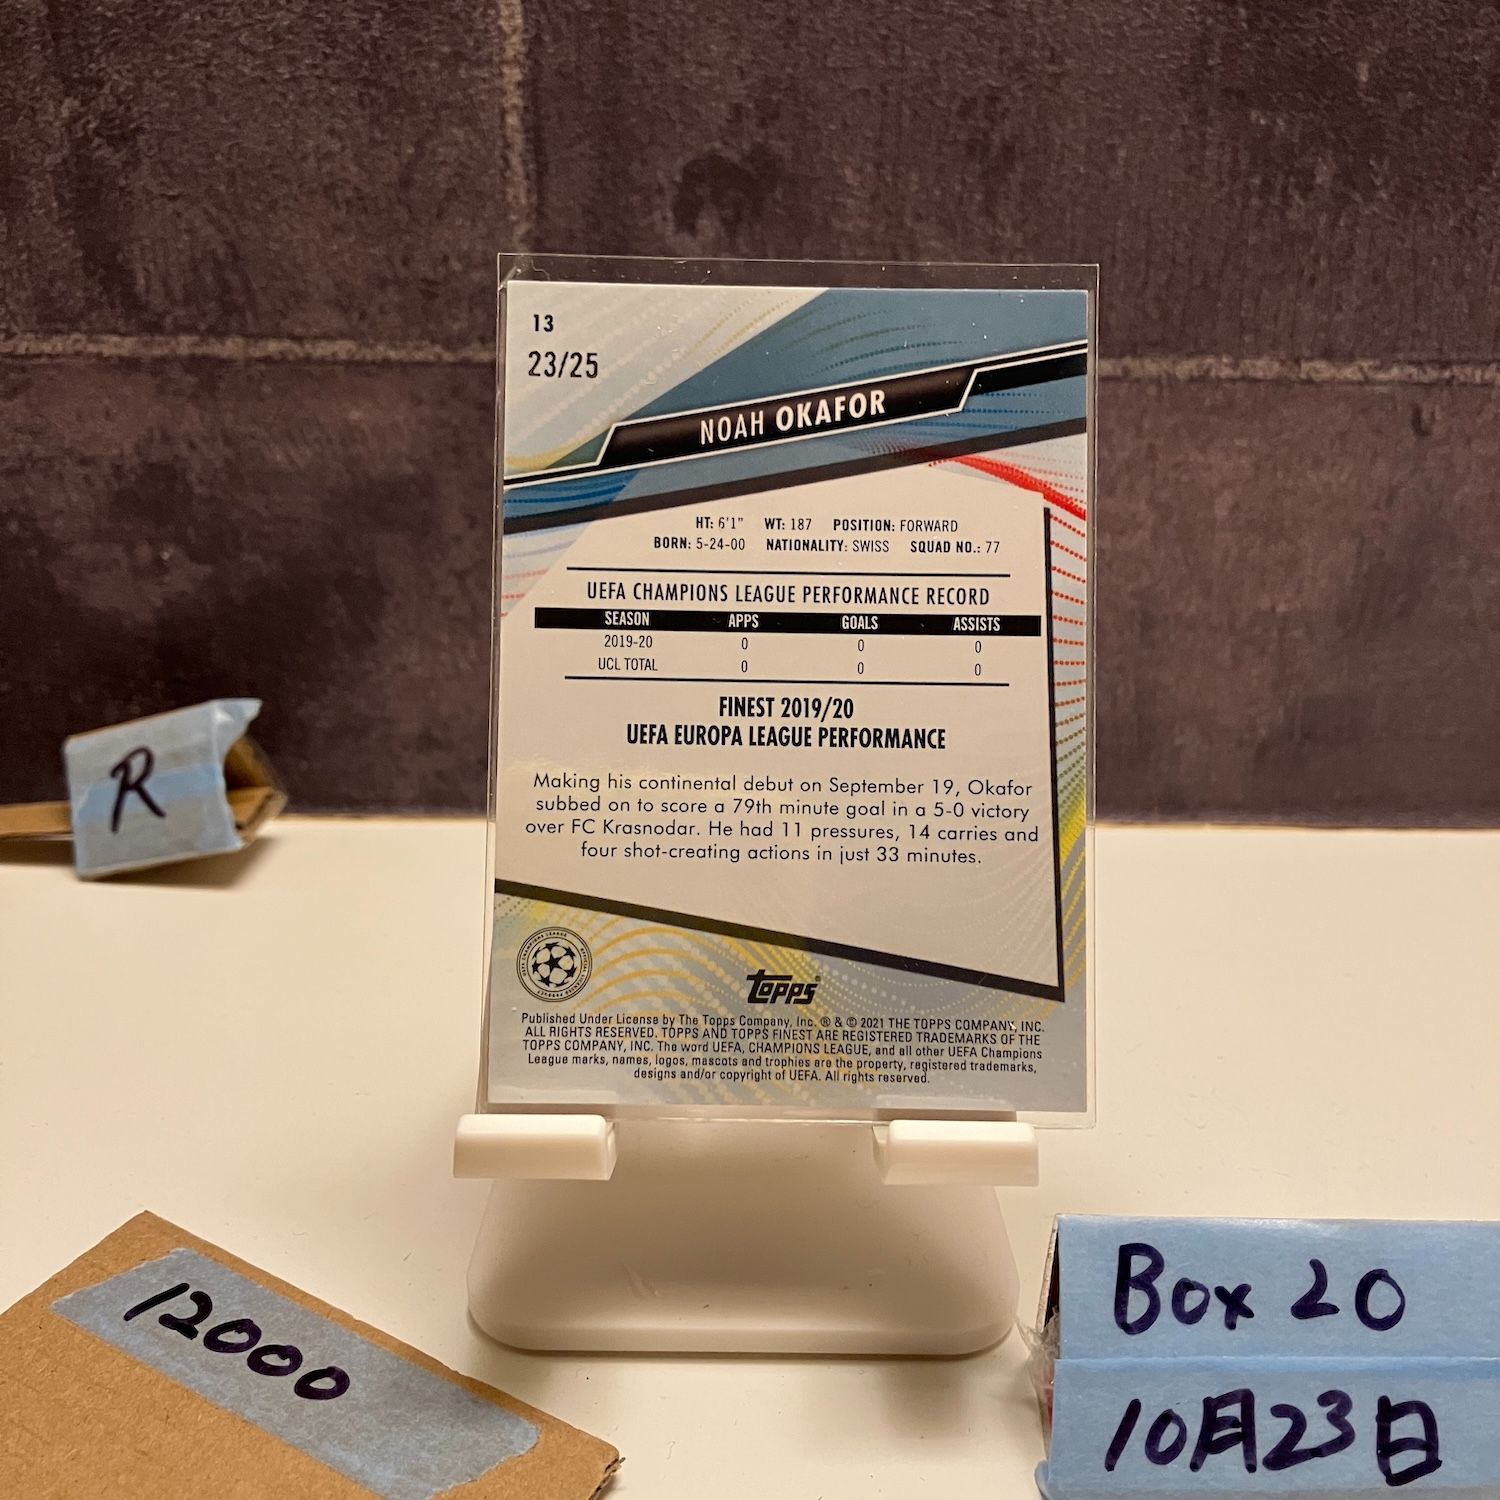 13
23/25
NOAH OKAFOR
HT: 6'1" WT: 187 POSITION: FORWARD
BORN: 5-24-00 NATIONALITY: SWISS SQUAD NO.: 77
UEFA CHAMPIONS LEAGUE PERFORMANCE RECORD
SEASON APPS GOALS ASSISTS
2019-20 0 0 0
UCL TOTAL 0 0 0
FINEST 2019/20
UEFA EUROPA LEAGUE PERFORMANCE
Making his continental debut on September 19, Okafor
subbed on to score a 79th minute goal in a 5-0 victory
over FC Krasnodar. He had 11 pressures, 14 carries and
four shot-creating actions in just 33 minutes.
UEFA CHAMPIONS LEAGUE
OFFICIAL LICENSED PRODUCT
topps
Published Under License by The Topps Company, Inc. ® & © 2021 THE TOPPS COMPANY, INC.
ALL RIGHTS RESERVED. TOPPS AND TOPPS FINEST ARE REGISTERED TRADEMARKS OF THE
TOPPS COMPANY, INC. The word UEFA, CHAMPIONS LEAGUE, and all other UEFA Champions
League marks, names, logos, mascots and trophies are the property, registered trademarks,
designs and/or copyright of UEFA. All rights reserved.
R
12000
Box 20
10月23日